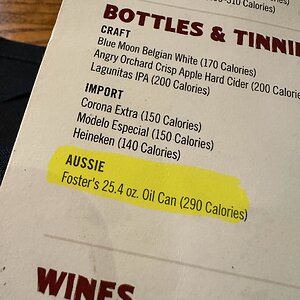 -310 Calories)
BOTTLES & TINNI
CRAFT
Blue Moon Belgian White (170 Calories)
Angry Orchard Crisp Apple Hard Cider (200 Calorie
Lagunitas IPA (200 Calories)
IMPORT
Corona Extra (150 Calories)
Modelo Especial (150 Calories)
Heineken (140 Calories)
AUSSIE
Foster's 25.4 oz. Oil Can (290 Calories)
WINES